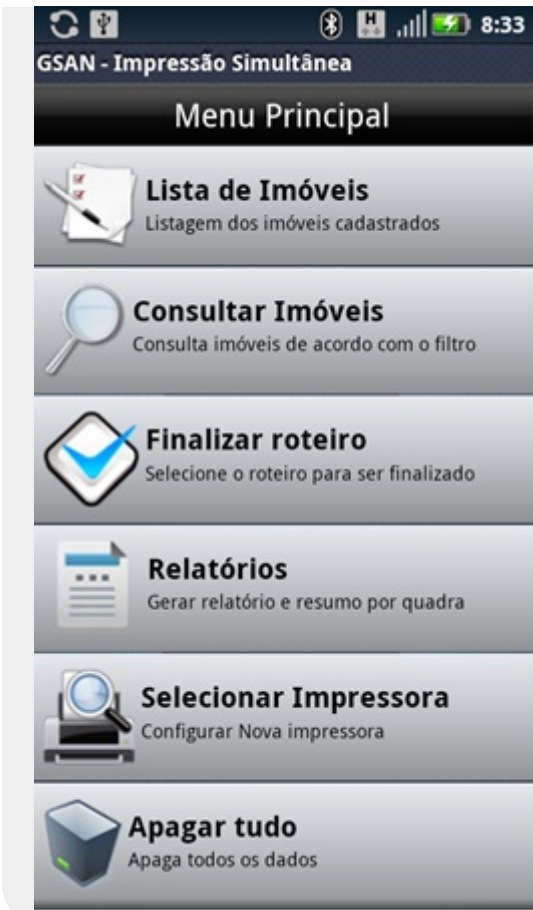 8:33
GSAN - Impressão Simultânea
Menu Principal
Lista de Imóveis
Listagem dos imóveis cadastrados
Consultar Imóveis
Consulta imóveis de acordo com o filtro
Finalizar roteiro
Selecione o roteiro para ser finalizado
Relatórios
Gerar relatório e resumo por quadra
Selecionar Impressora
Configurar Nova impressora
Apagar tudo
Apaga todos os dados